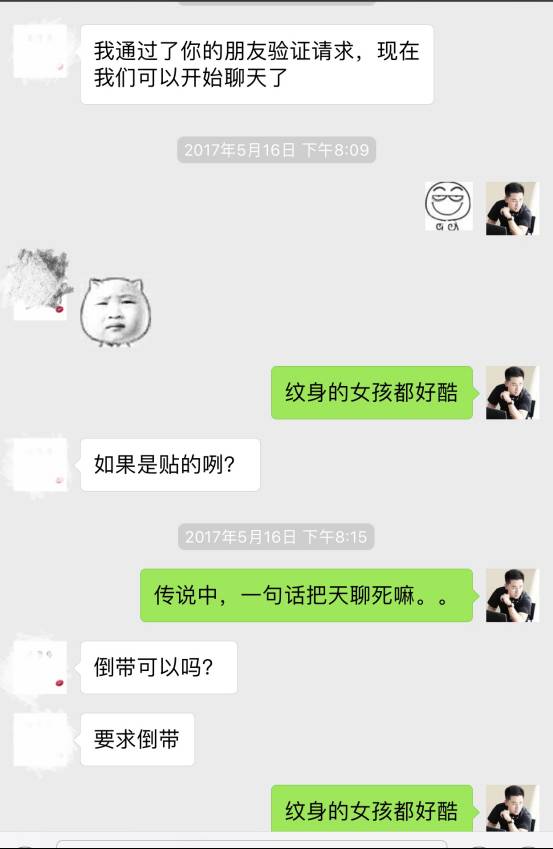 我通过了你的朋友验证请求，现在
我们可以开始聊天了
2017年5月16日 下午8:09
纹身的女孩都好酷
如果是贴的咧？
2017年5月16日 下午8:15
传说中，一句话把天聊死嘛。。
倒带可以吗？
要求倒带
纹身的女孩都好酷